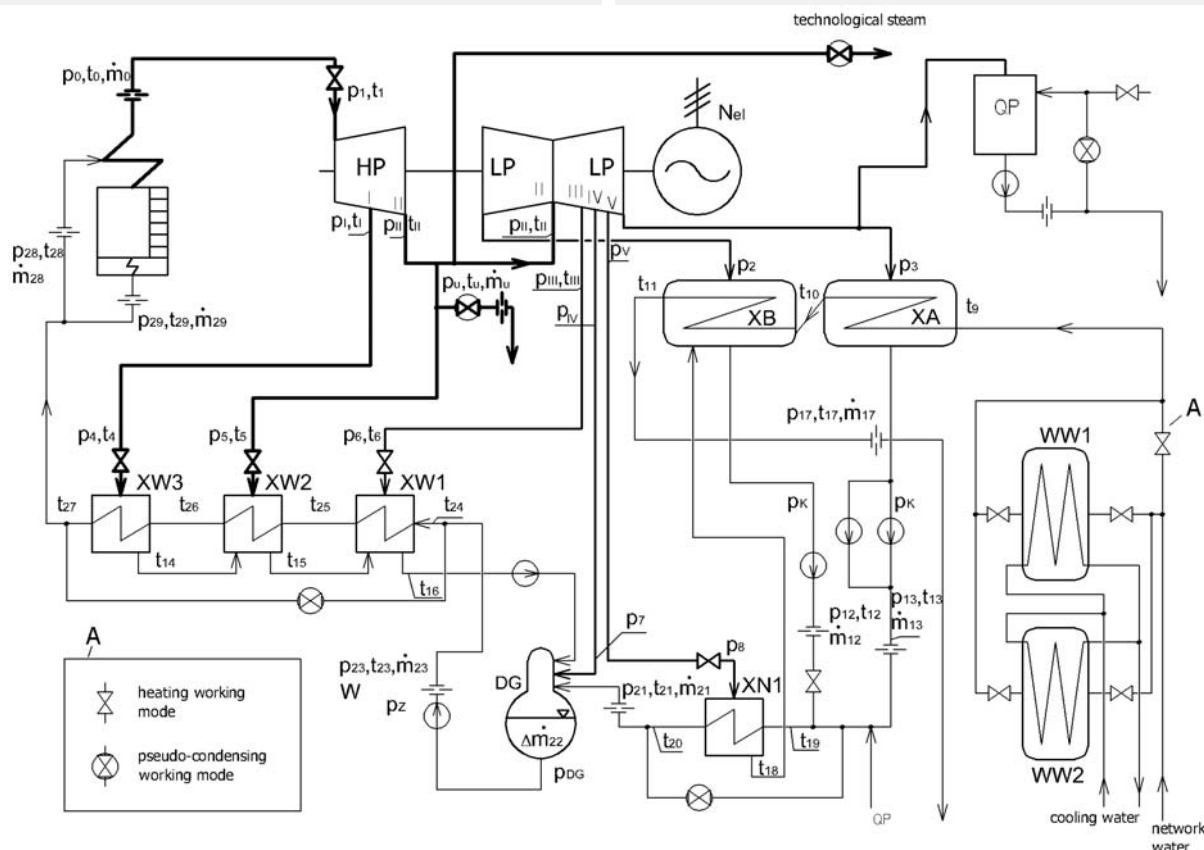 technological steam
p₀,t₀,ṁ₀
p₁,t₁
Nel
QP
HP
LP
LP
I
II
II
III
IV
V
pI,tI
pII,tII
pII,tII
pV
p₂
p₃
p₂₈,t₂₈
ṁ₂₈
pu,tu,ṁu
pIII,tIII
t₁₁
t₁₀
t₉
XB
XA
p₂₉,t₂₉,ṁ₂₉
pIV
p₁₇,t₁₇,ṁ₁₇
A
p₄,t₄
p₅,t₅
p₆,t₆
WW1
XW3
XW2
XW1
t₂₇
t₂₆
t₂₅
t₂₄
pK
pK
t₁₄
t₁₅
t₁₆
p₁₂,t₁₂
ṁ₁₂
p₁₃,t₁₃
ṁ₁₃
A
p₇
p₈
heating working
mode
p₂₃,t₂₃,ṁ₂₃
W
pz
DG
p₂₁,t₂₁,ṁ₂₁
XN1
Δṁ₂₂
t₂₀
t₁₉
t₁₈
pseudo-condensing
working mode
pDG
WW2
QP
cooling water
network
water